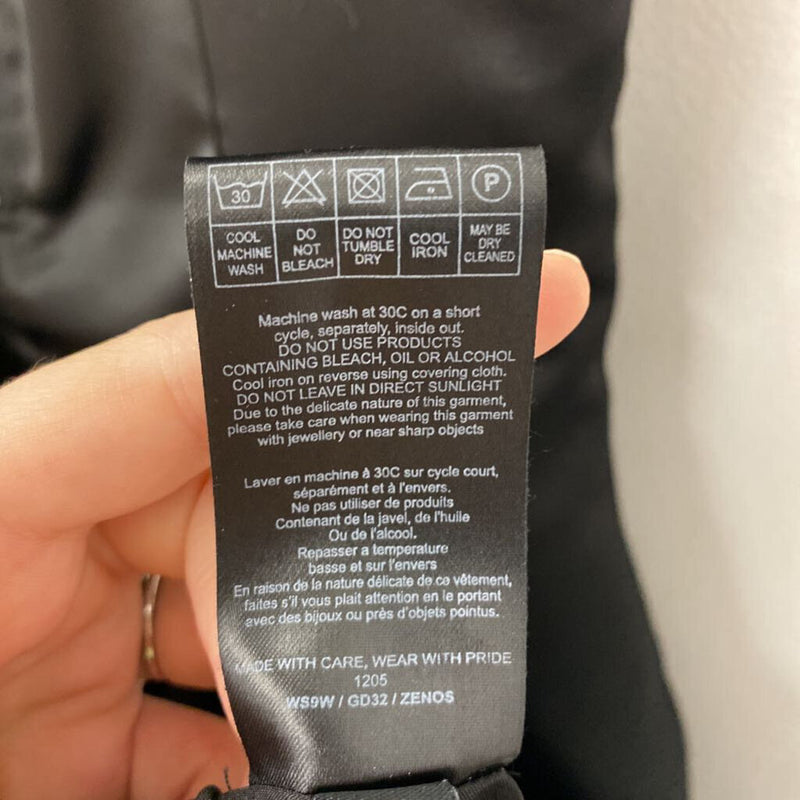 30
P
COOL MACHINE WASH
DO NOT BLEACH
DO NOT TUMBLE DRY
COOL IRON
MAY BE DRY CLEANED
Machine wash at 30C on a short
cycle, separately, inside out.
DO NOT USE PRODUCTS
CONTAINING BLEACH, OIL OR ALCOHOL
Cool iron on reverse using covering cloth.
DO NOT LEAVE IN DIRECT SUNLIGHT
Due to the delicate nature of this garment,
please take care when wearing this garment
with jewellery or near sharp objects
Laver en machine à 30C sur cycle court,
séparément et à l'envers.
Ne pas utiliser de produits
Contenant de la javel, de l'huile
Ou de l'alcool.
Repasser a temperature
basse et sur l'envers
En raison de la nature délicate de ce vêtement,
faites s'il vous plait attention en le portant
avec des bijoux ou près d'objets pointus.
MADE WITH CARE, WEAR WITH PRIDE
1205
WS9W / GD32 / ZENOS